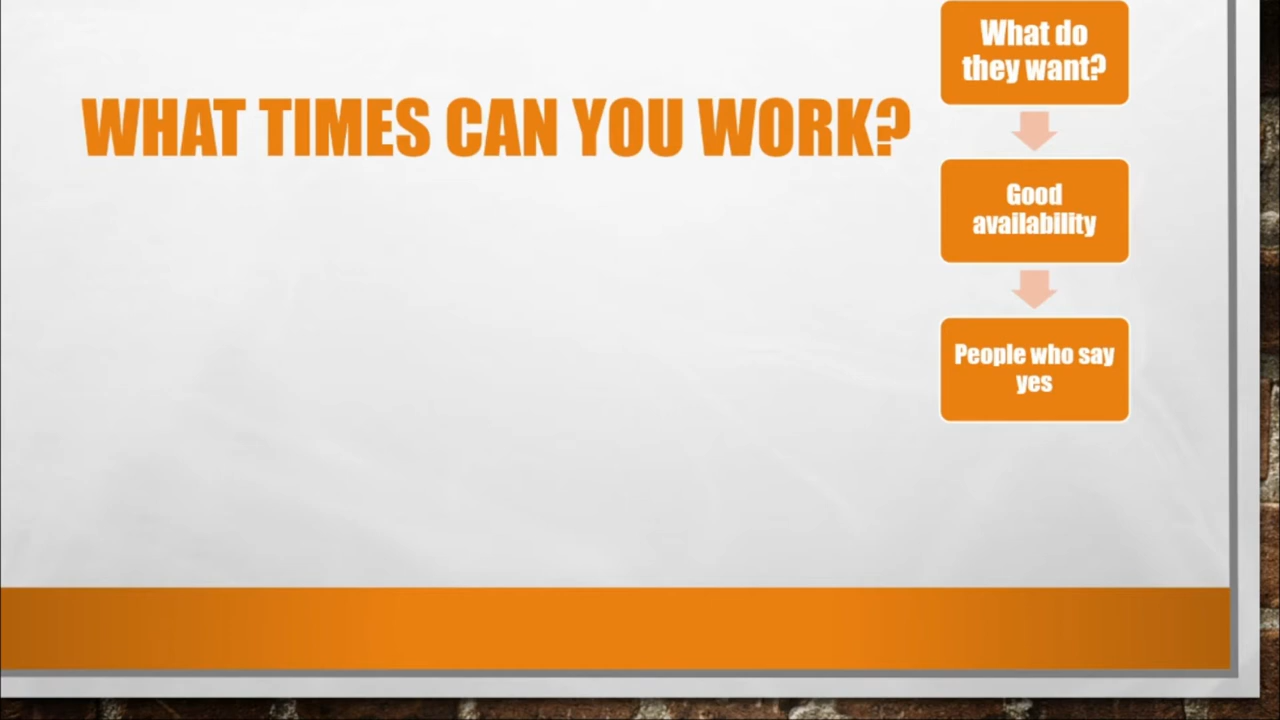 WHAT TIMES CAN YOU WORK?
What do
they want?
Good
availability
People who say
yes